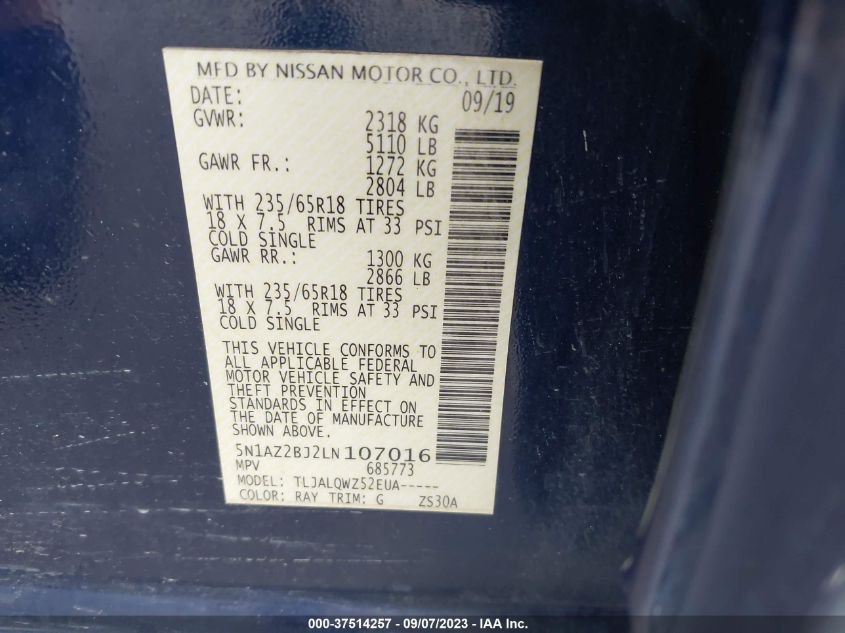 MFD BY NISSAN MOTOR CO., LTD.
DATE: 09/19
GVWR: 2318 KG
5110 LB
GAWR FR.: 1272 KG
2804 LB
WITH 235/65R18 TIRES
18 X 7.5 RIMS AT 33 PSI
COLD SINGLE
GAWR RR.: 1300 KG
2866 LB
WITH 235/65R18 TIRES
18 X 7.5 RIMS AT 33 PSI
COLD SINGLE
THIS VEHICLE CONFORMS TO
ALL APPLICABLE FEDERAL
MOTOR VEHICLE SAFETY AND
THEFT PREVENTION
STANDARDS IN EFFECT ON
THE DATE OF MANUFACTURE
SHOWN ABOVE.
5N1AZ2BJ2LN107016
MPV 685773
MODEL: TLJALQWZ52EUA-----
COLOR: RAY TRIM: G ZS30A
000-37514257 - 09/07/2023 - IAA Inc.